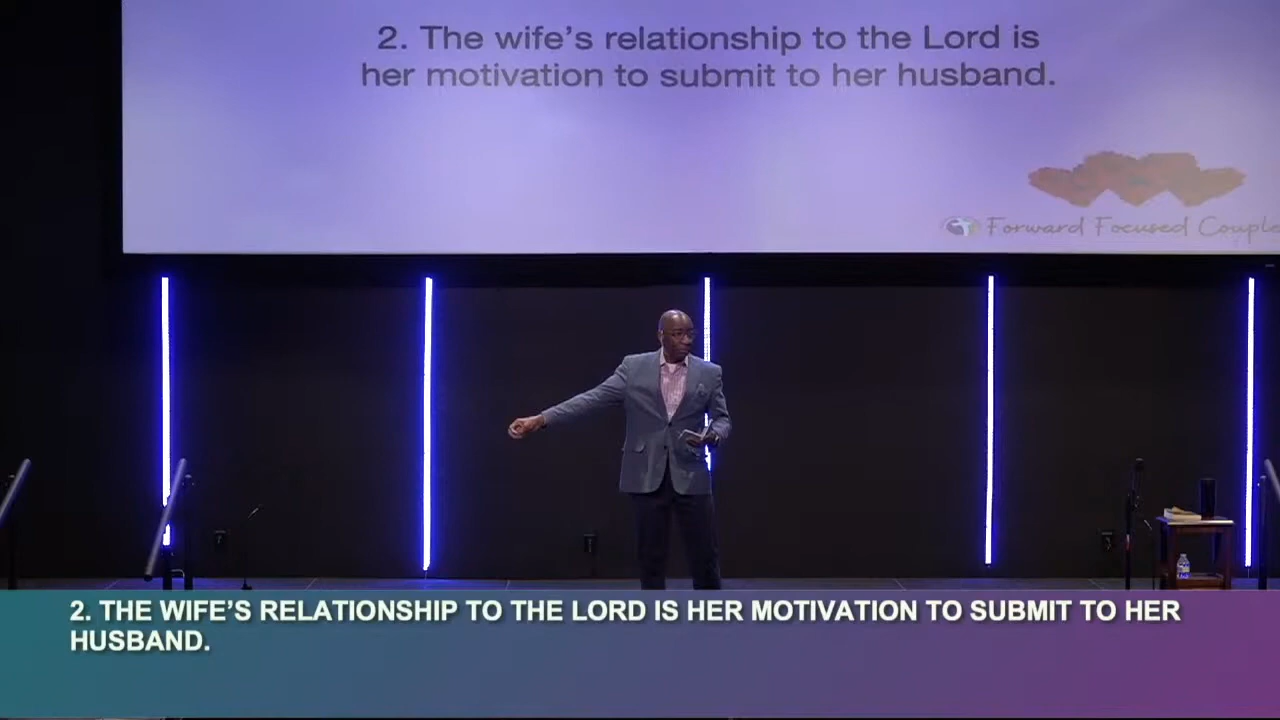 2. The wife's relationship to the Lord is
her motivation to submit to her husband.
Forward Focused Couple
2. THE WIFE'S RELATIONSHIP TO THE LORD IS HER MOTIVATION TO SUBMIT TO HER
HUSBAND.